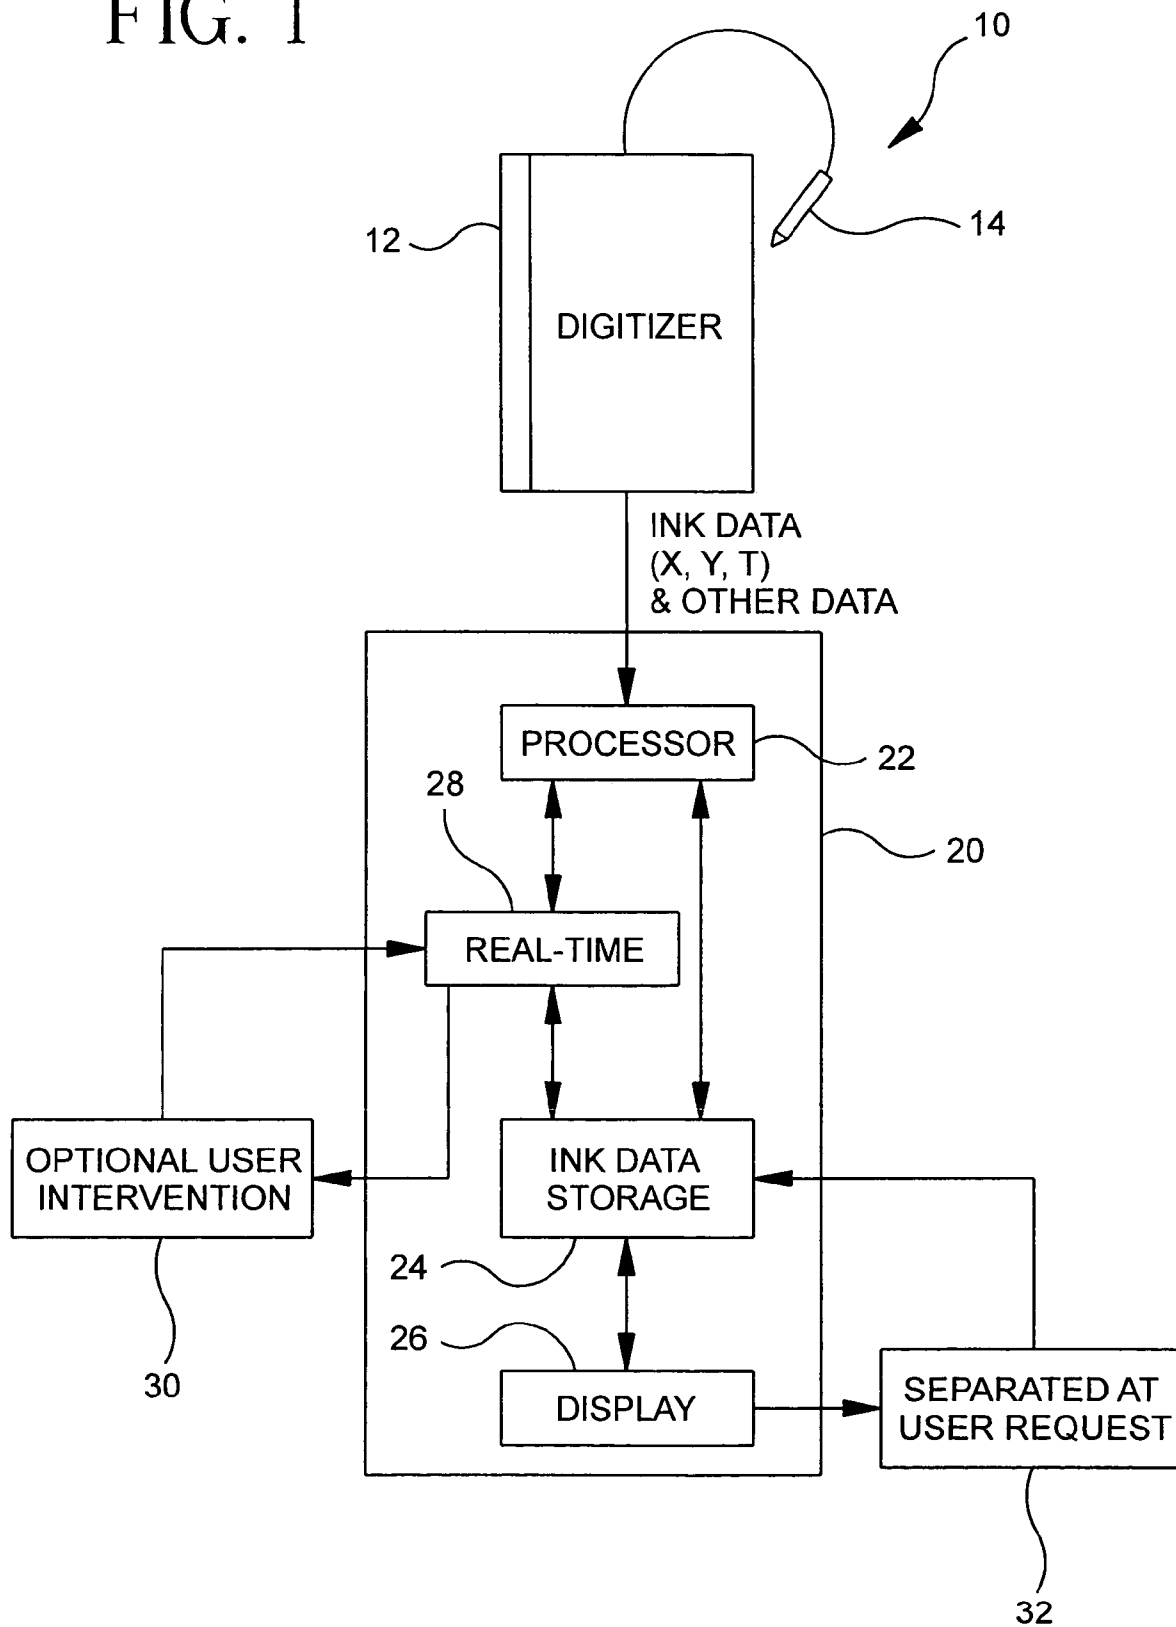 FIG. 1
10
12
14
DIGITIZER
INK DATA
(X, Y, T)
& OTHER DATA
PROCESSOR
22
28
20
REAL-TIME
OPTIONAL USER
INTERVENTION
INK DATA
STORAGE
24
26
30
DISPLAY
SEPARATED AT
USER REQUEST
32